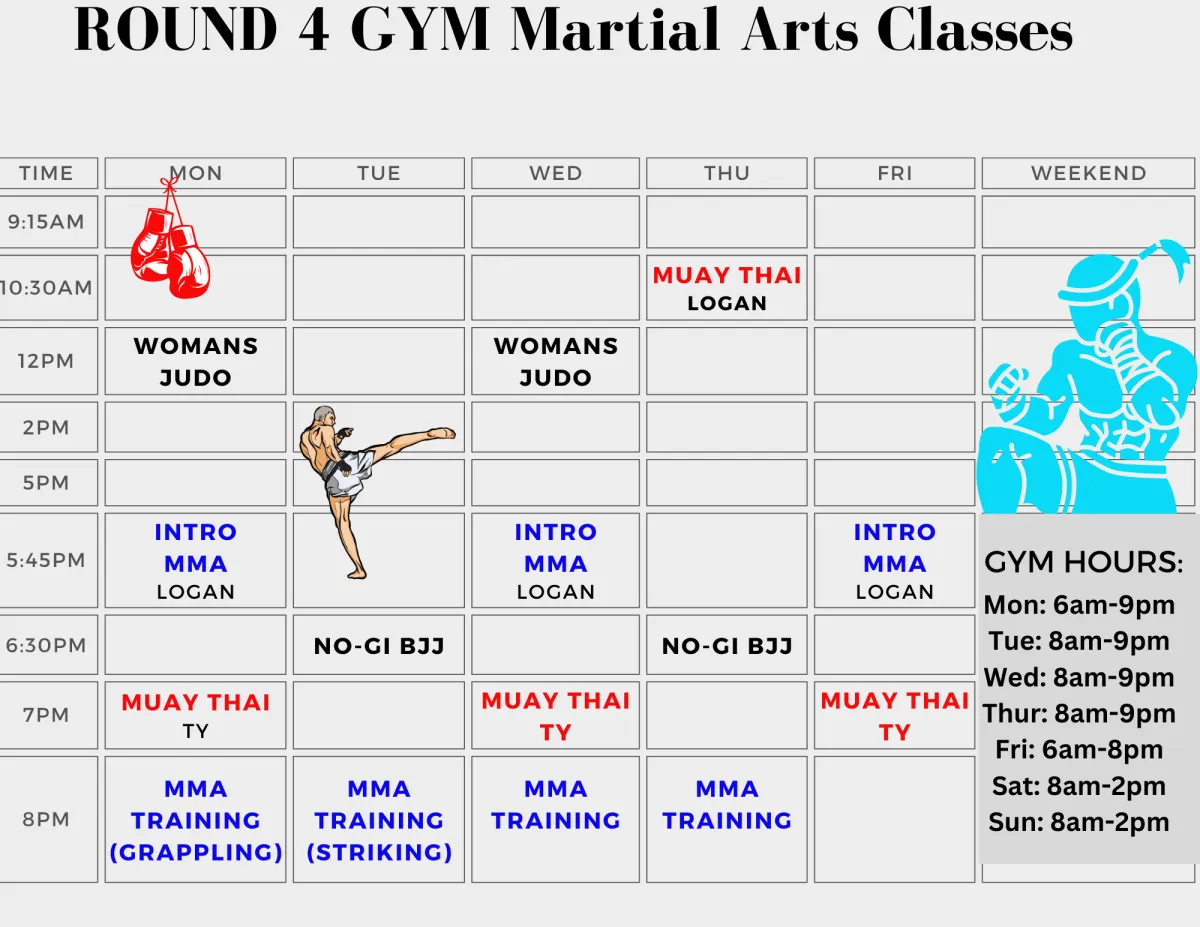 ROUND 4 GYM Martial Arts Classes
TIME MON TUE WED THU FRI WEEKEND
9:15AM
10:30AM
MUAY THAI
LOGAN
12PM
WOMANS
JUDO
WOMANS
JUDO
2PM
5PM
5:45PM
INTRO
MMA
LOGAN
INTRO
MMA
LOGAN
INTRO
MMA
LOGAN
6:30PM
NO-GI BJJ
NO-GI BJJ
7PM
MUAY THAI
TY
MUAY THAI
TY
MUAY THAI
TY
8PM
MMA
TRAINING
(GRAPPLING)
MMA
TRAINING
(STRIKING)
MMA
TRAINING
MMA
TRAINING
GYM HOURS:
Mon: 6am-9pm
Tue: 8am-9pm
Wed: 8am-9pm
Thur: 8am-9pm
Fri: 6am-8pm
Sat: 8am-2pm
Sun: 8am-2pm